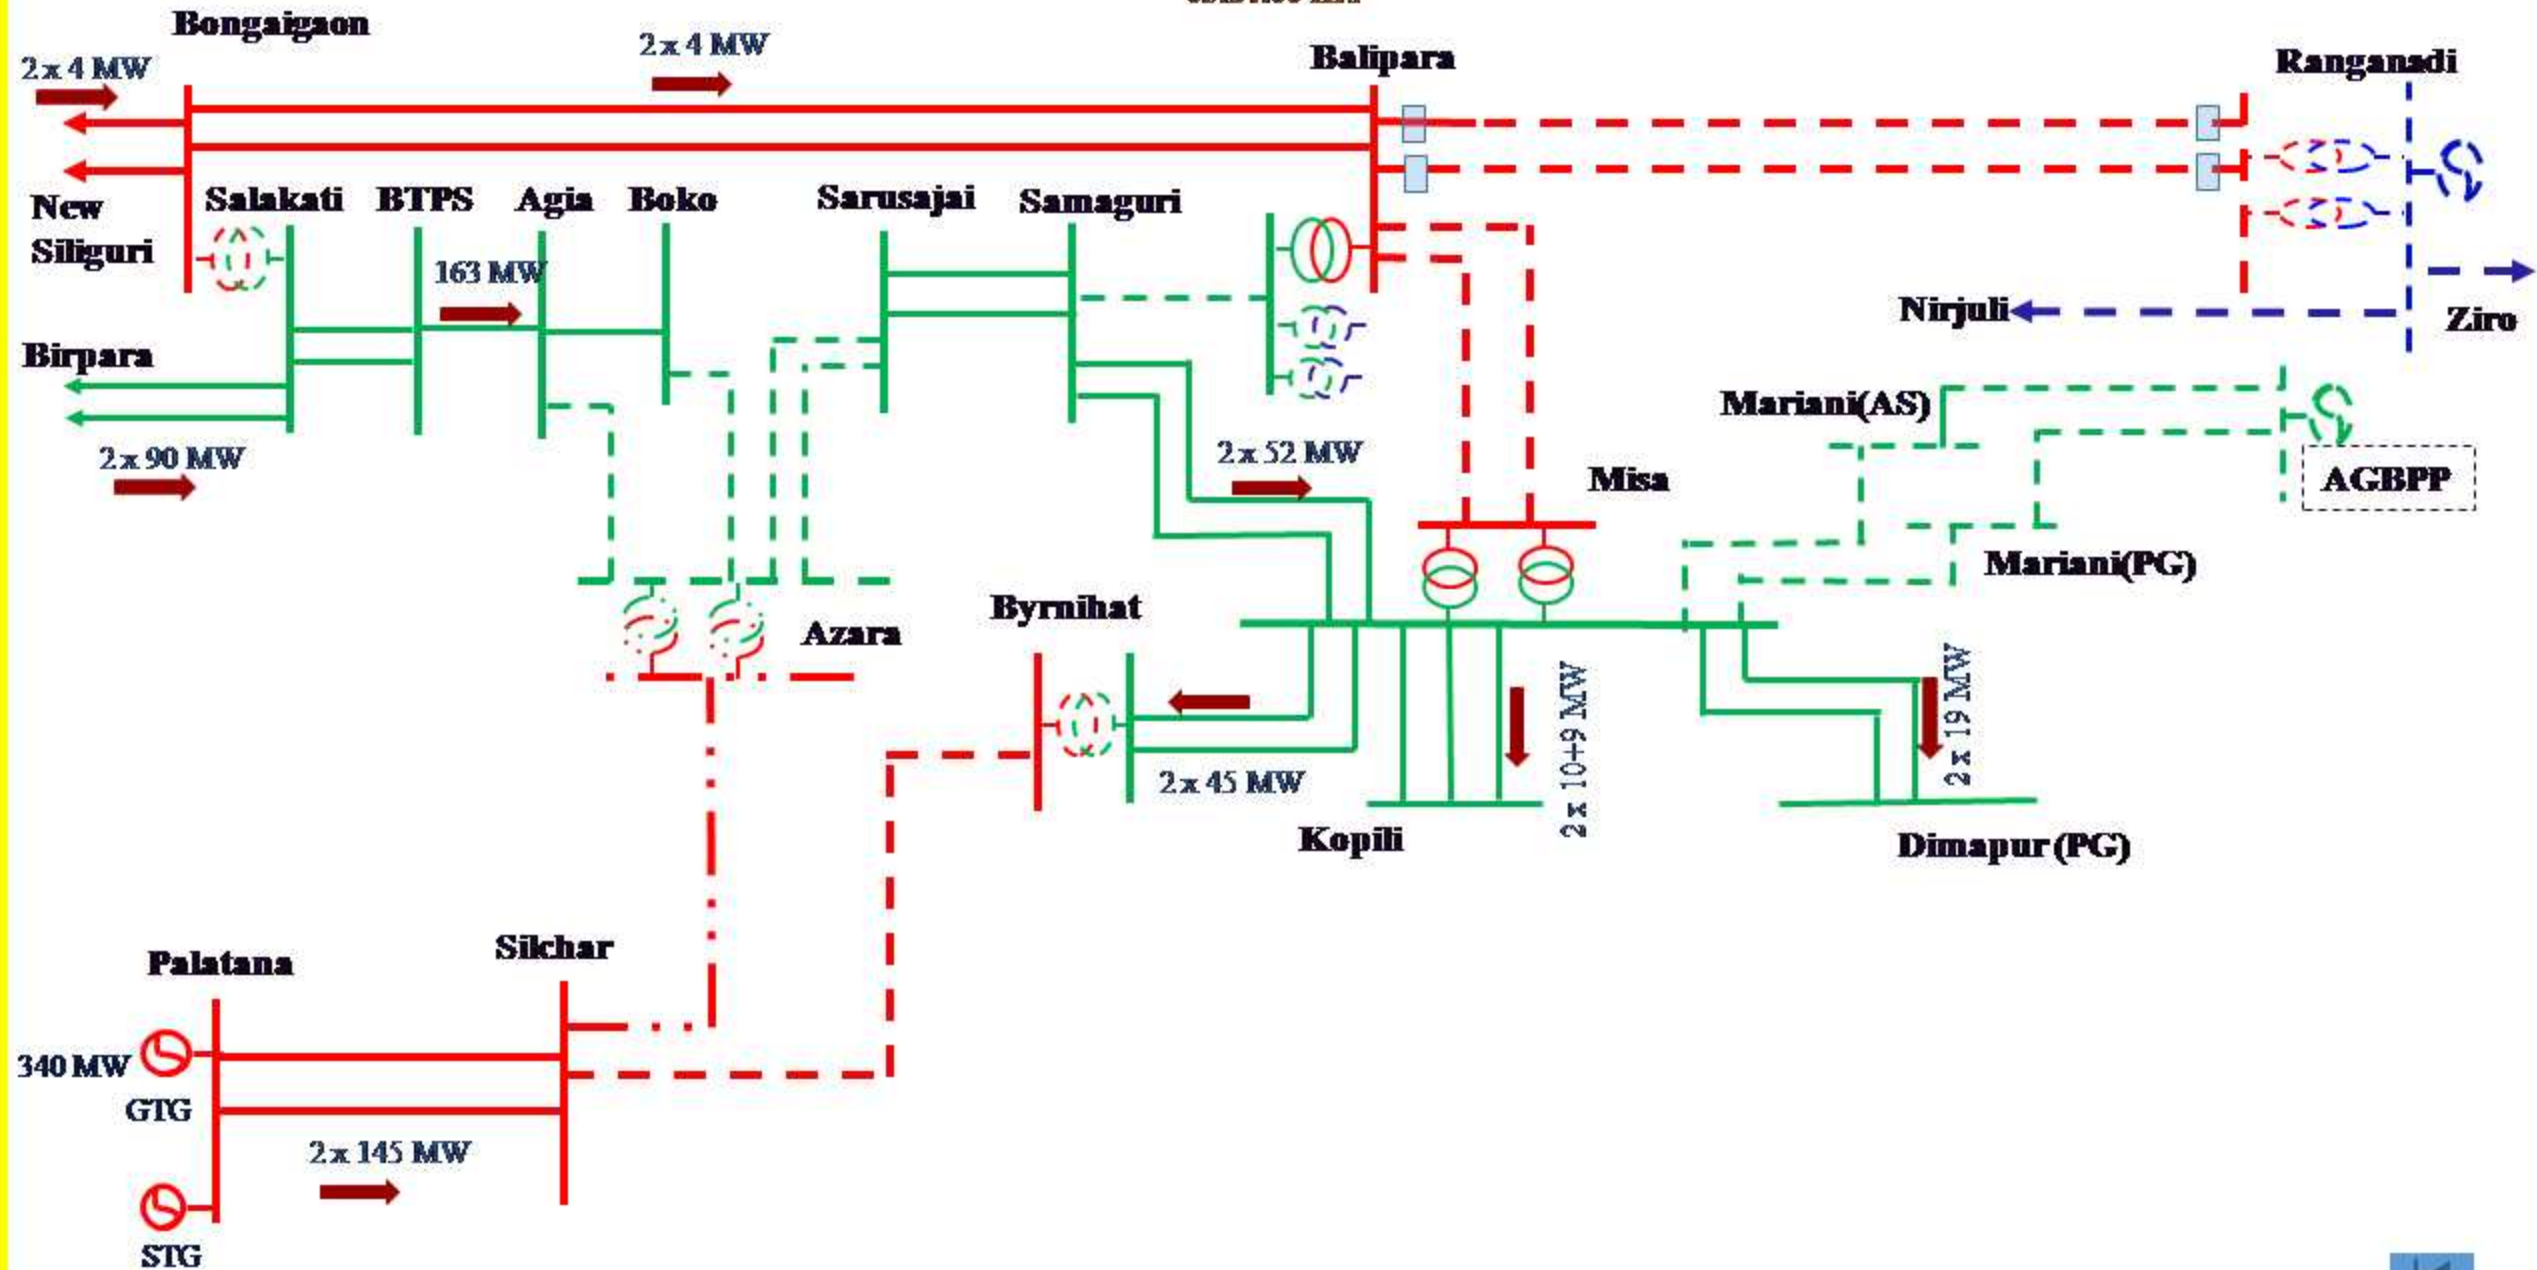 Bongaigaon
2 x 4 MW
2 x 4 MW
Balipara
Ranganadi
New
Siliguri
Salakati
BTPS
Agia
Boko
Sarusajai
Samaguri
163 MW
Nirjuli
Ziro
Birpara
2 x 90 MW
Mariani(AS)
2 x 52 MW
Misa
AGBPP
Mariani(PG)
Byrnihat
Azara
2 x 45 MW
2 x 10+9 MW
2 x 19 MW
Kopili
Dimapur (PG)
Palatana
Silchar
340 MW
GTG
2 x 145 MW
STG